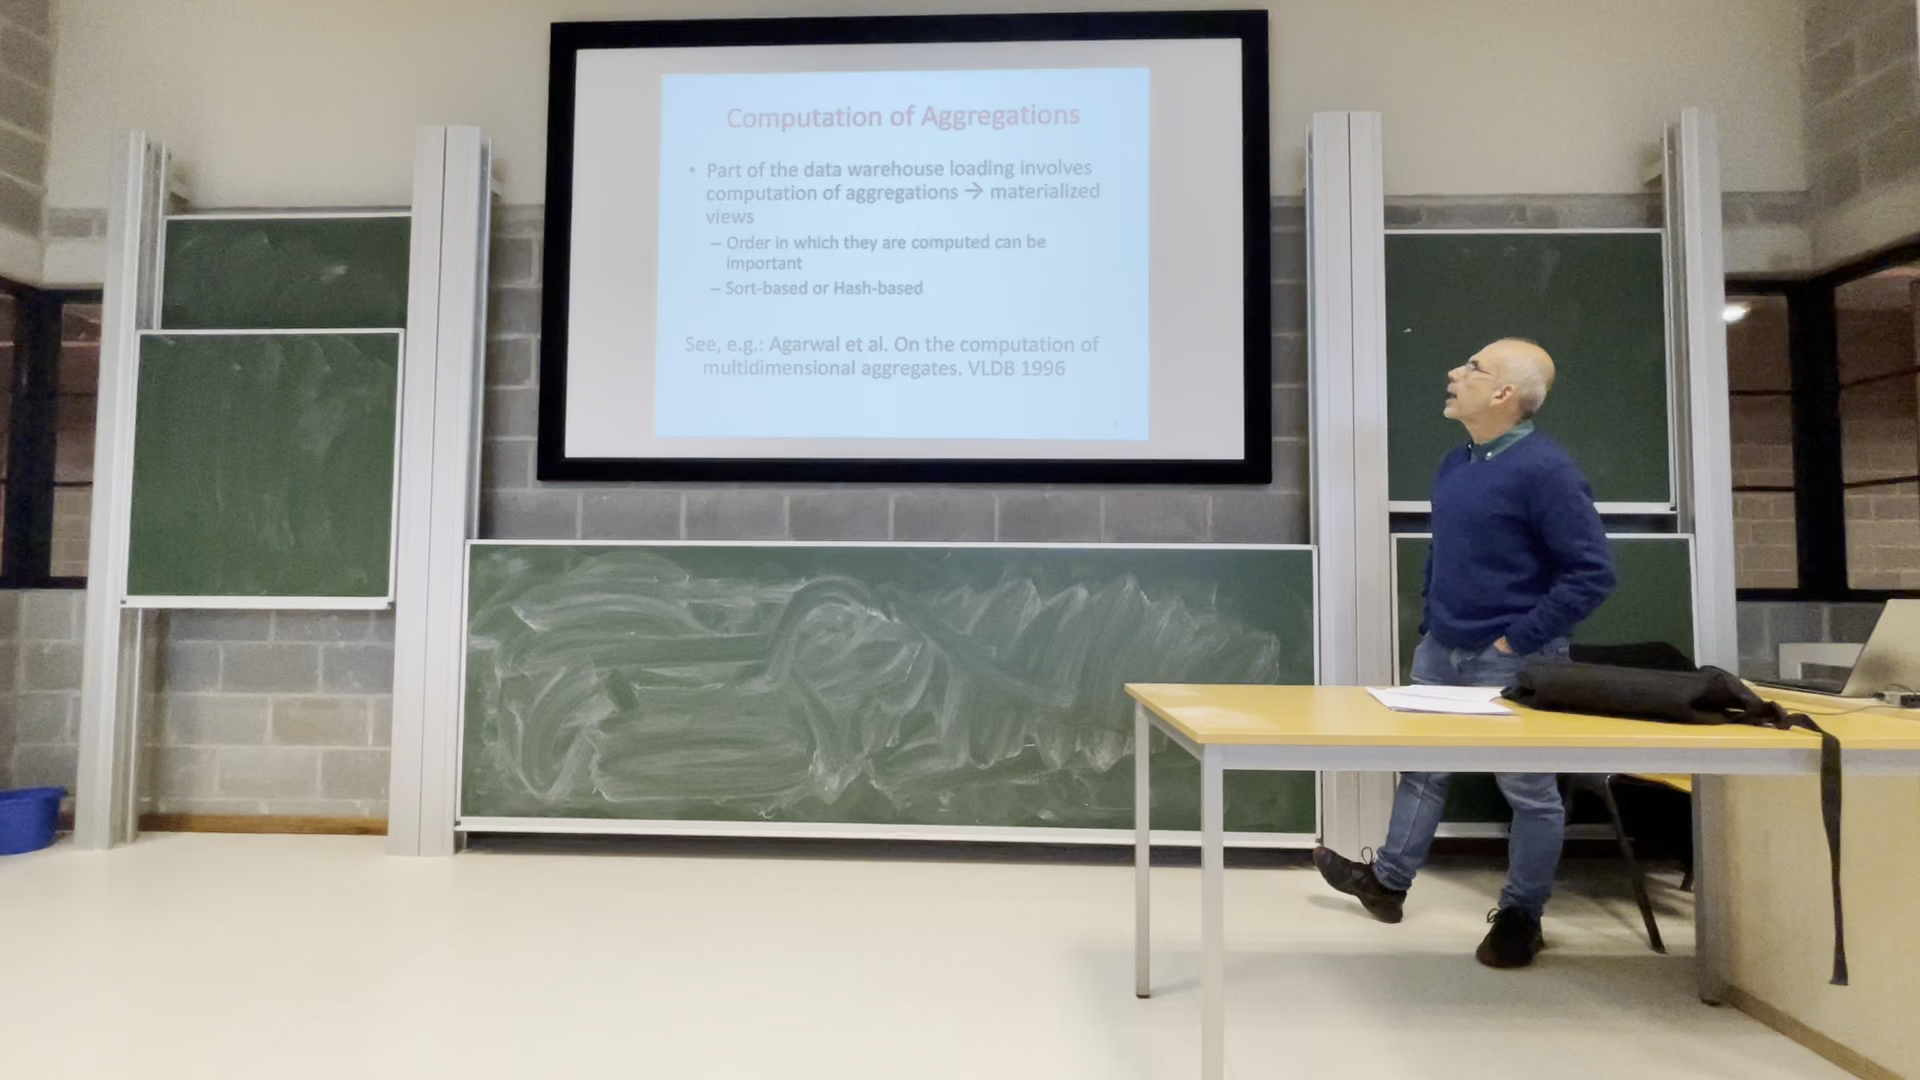 Computation of Aggregations
• Part of the data warehouse loading involves
computation of aggregations → materialized
views
– Order in which they are computed can be
important
– Sort-based or Hash-based
See, e.g.: Agarwal et al. On the computation of
multidimensional aggregates. VLDB 1996